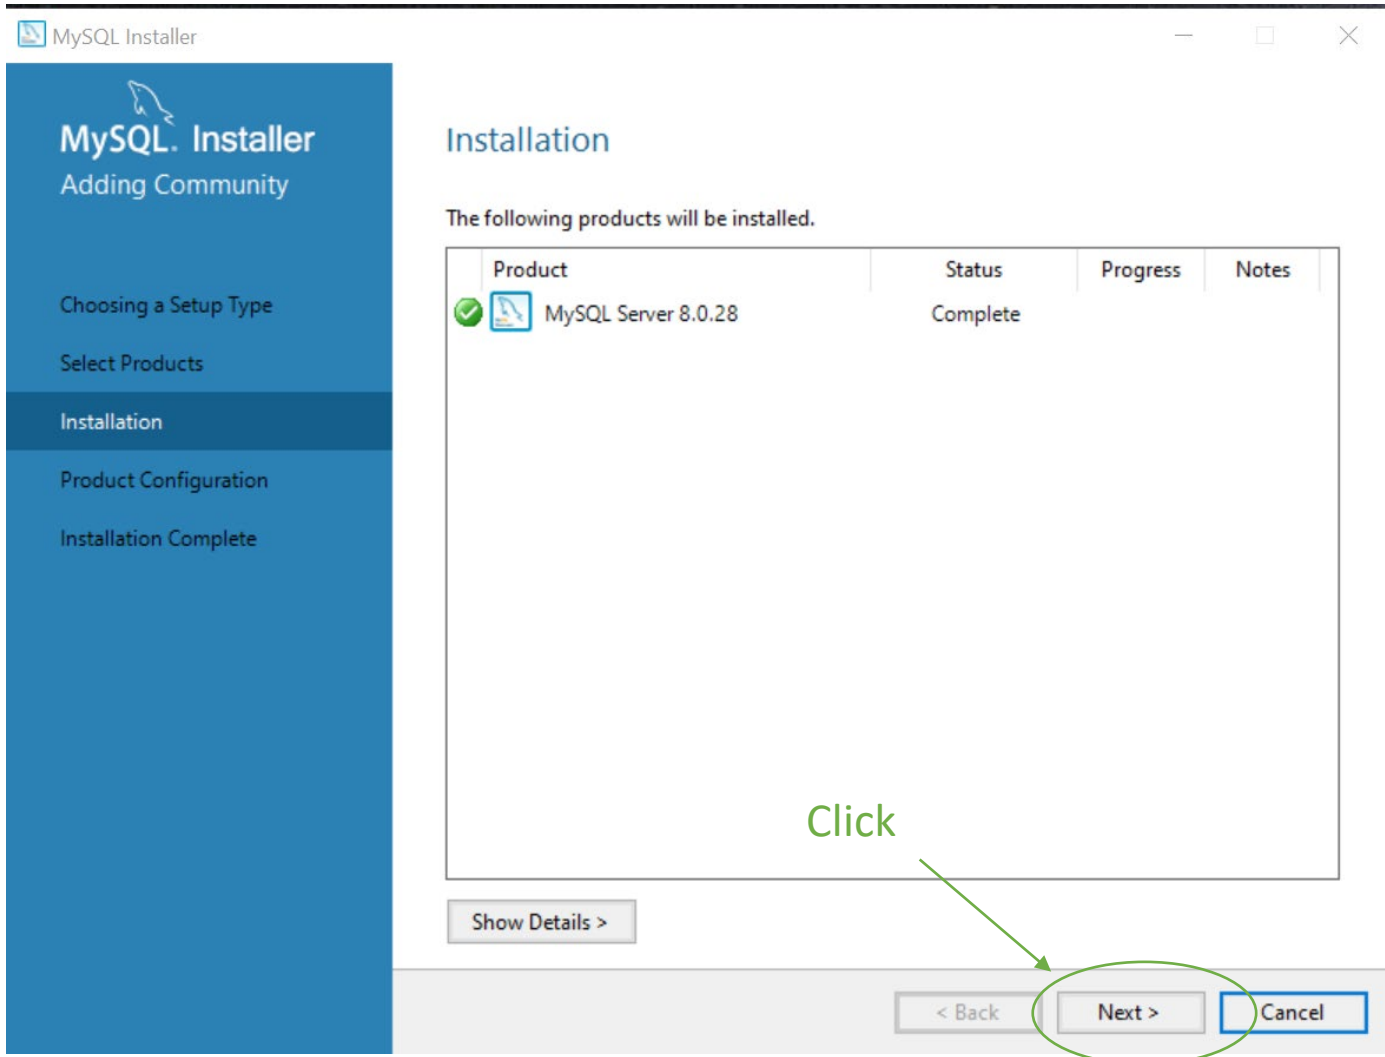 MySQL Installer
MySQL. Installer
Adding Community
Choosing a Setup Type
Select Products
Installation
Product Configuration
Installation Complete
Installation
The following products will be installed.
Product Status Progress Notes
MySQL Server 8.0.28 Complete
Click
Show Details >
< Back Next > Cancel